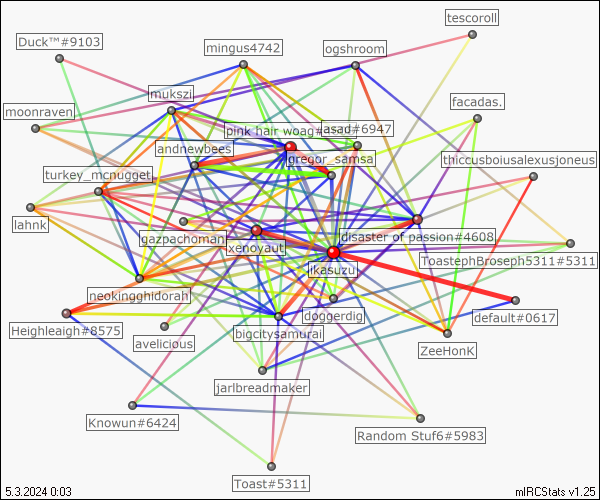 tescoroll
Duck™#9103
mingus4742
ogshroom
mukszi
facadas.
moonraven
pink hair woag#
asad#6947
andnewbees
gregor_samsa
thiccusboiusalexusjoneus
turkey_mcnugget
lahnk
gazpachoman
disaster of passion#4608
xenoyaut
ToastephBroseph5311#5311
jkasuzu
neokingghidorah
doggerdig
default#0617
Heighleaigh#8575
bigcitysamurai
avelicious
ZeeHonK
jarlbreadmaker
Knowun#6424
Random Stuf6#5983
Toast#5311
5.3.2024 0:03
mIRCStats v1.25